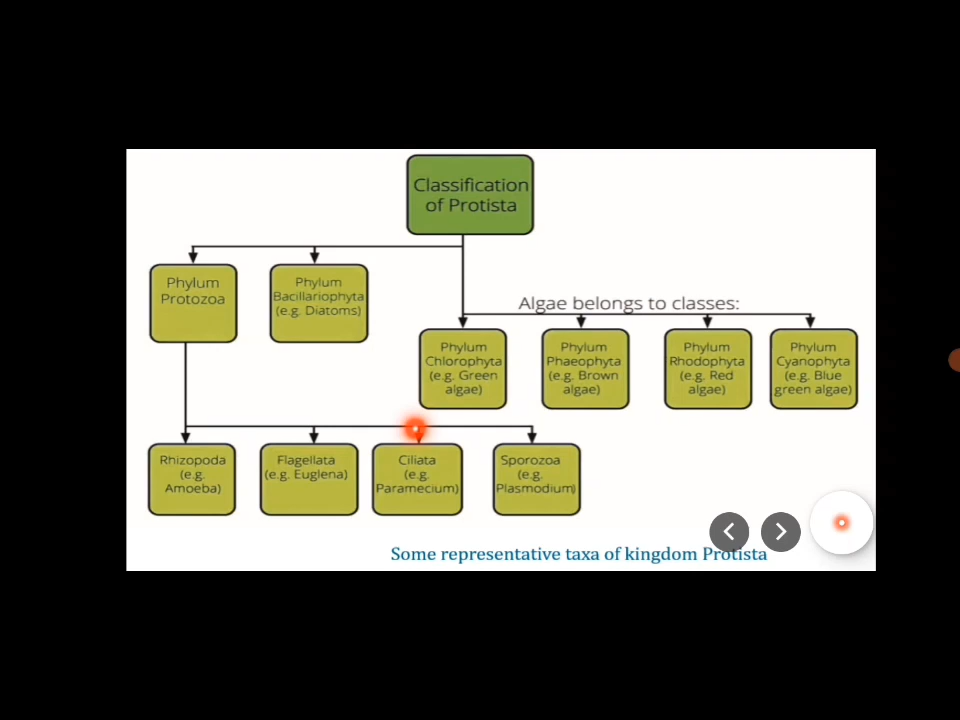 Classification
of Protista
Phylum
Protozoa
Phylum
Bacillariophyta
(e.g. Diatoms)
Algae belongs to classes:
Phylum
Chlorophyta
(e.g. Green
algae)
Phylum
Phaeophyta
(e.g. Brown
algae)
Phylum
Rhodophyta
(e.g. Red
algae)
Phylum
Cyanophyta
(e.g. Blue
green algae)
Rhizopoda
(e.g.
Amoeba)
Flagellata
(e.g. Euglena)
Ciliata
(e.g.
Paramecium)
Sporozoa
(e.g.
Plasmodium)
Some representative taxa of kingdom Protista